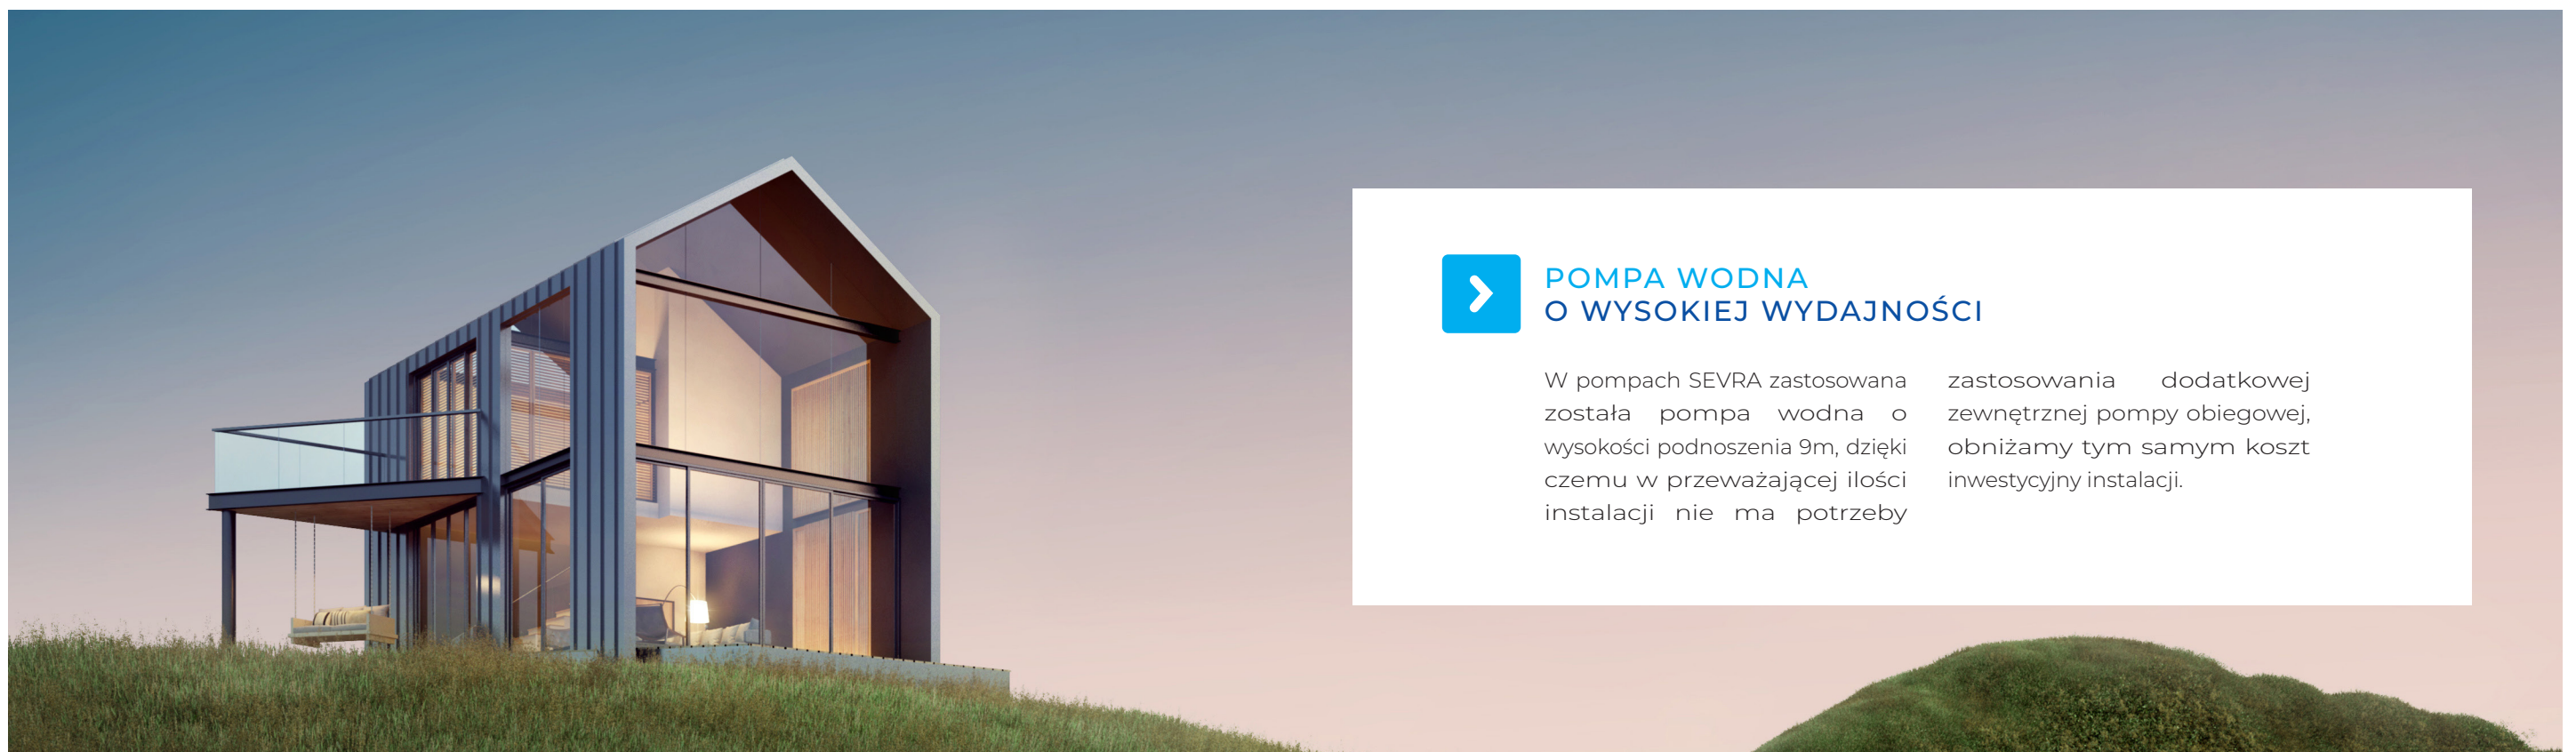 POMPA WODNA
O WYSOKIEJ WYDAJNOŚCI
W pompach SEVRA zastosowana
została pompa wodna o
wysokości podnoszenia 9m, dzięki
czemu w przeważającej ilości
instalacji nie ma potrzeby
zastosowania dodatkowej
zewnętrznej pompy obiegowej,
obniżamy tym samym koszt
inwestycyjny instalacji.